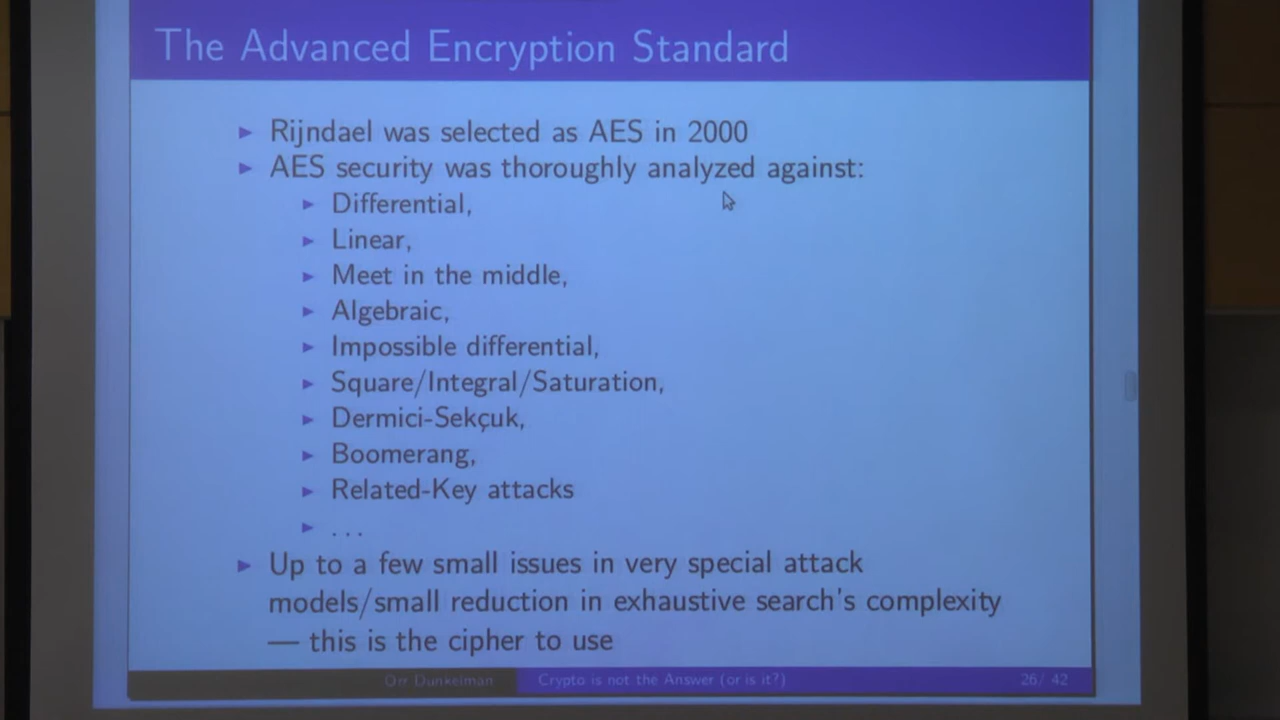 The Advanced Encryption Standard
▶ Rijndael was selected as AES in 2000
▶ AES security was thoroughly analyzed against:
▶ Differential,
▶ Linear,
▶ Meet in the middle,
▶ Algebraic,
▶ Impossible differential,
▶ Square/Integral/Saturation,
▶ Dermici-Sekçuk,
▶ Boomerang,
▶ Related-Key attacks
▶ ...
▶ Up to a few small issues in very special attack
models/small reduction in exhaustive search's complexity
— this is the cipher to use
Orr Dunkelman Crypto is not the Answer (or is it?) 26/ 42